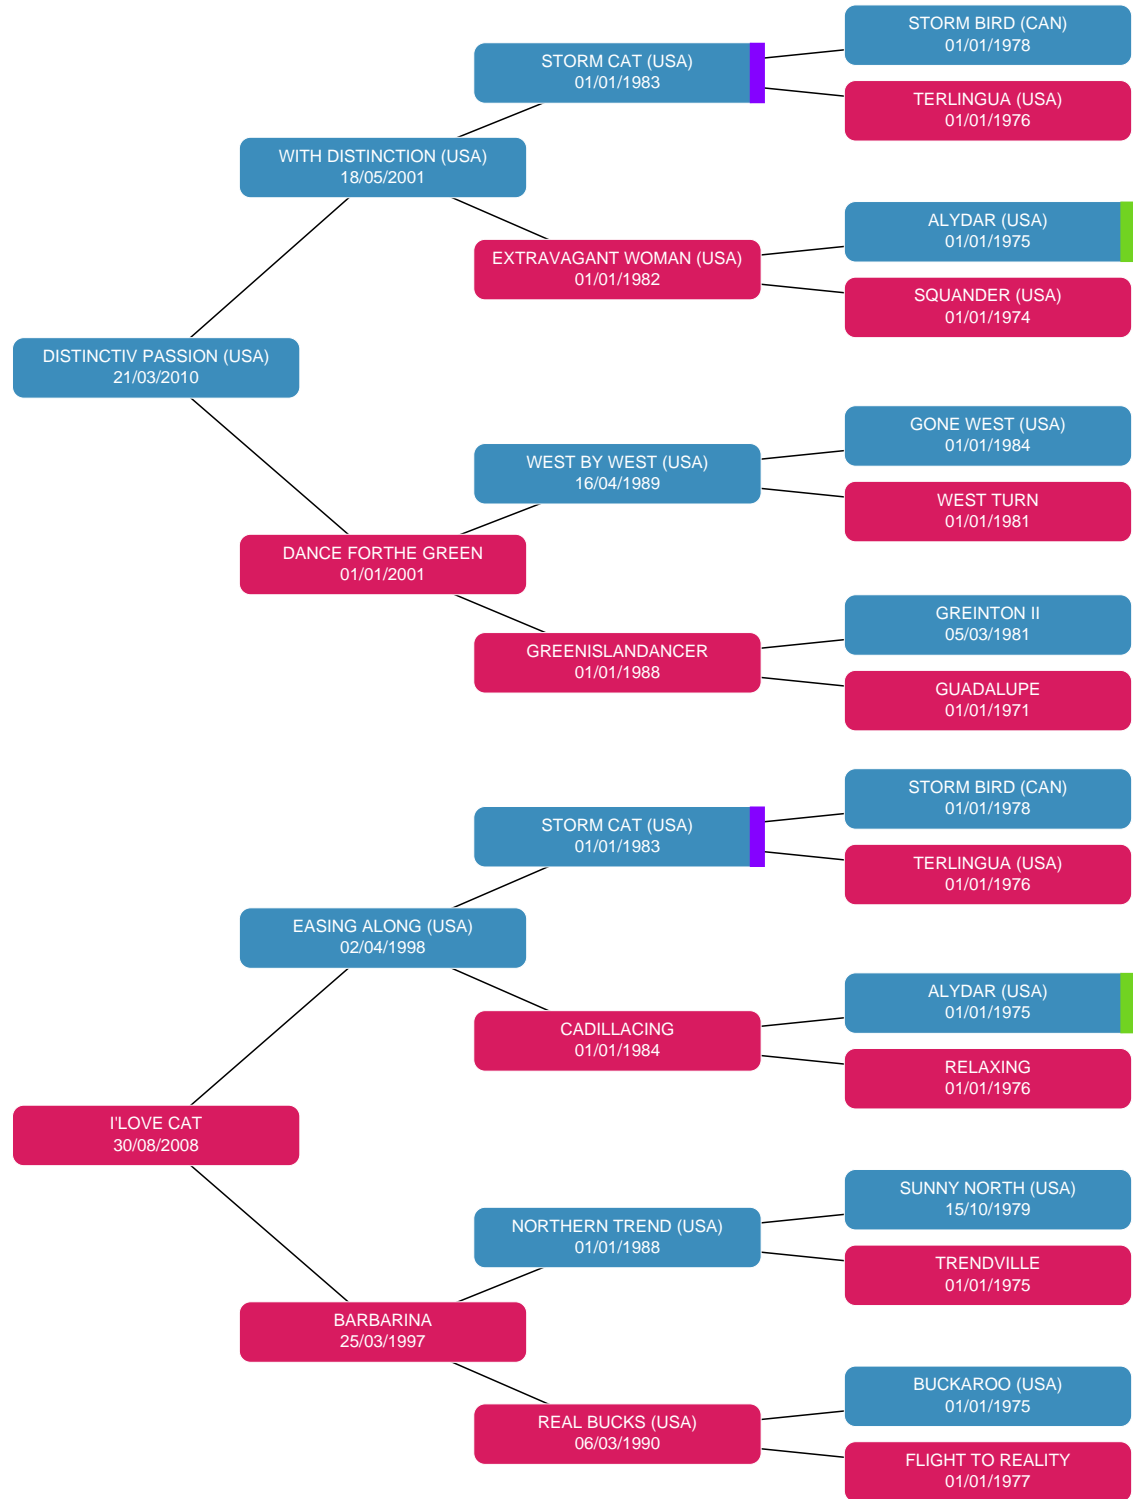 STORM BIRD (CAN)
01/01/1978
STORM CAT (USA)
01/01/1983
TERLINGUA (USA)
01/01/1976
WITH DISTINCTION (USA)
18/05/2001
ALYDAR (USA)
01/01/1975
EXTRAVAGANT WOMAN (USA)
01/01/1982
SQUANDER (USA)
01/01/1974
DISTINCTIV PASSION (USA)
21/03/2010
GONE WEST (USA)
01/01/1984
WEST BY WEST (USA)
16/04/1989
WEST TURN
01/01/1981
DANCE FORTHE GREEN
01/01/2001
GREINTON II
05/03/1981
GREENISLANDANCER
01/01/1988
GUADALUPE
01/01/1971
STORM BIRD (CAN)
01/01/1978
STORM CAT (USA)
01/01/1983
TERLINGUA (USA)
01/01/1976
EASING ALONG (USA)
02/04/1998
ALYDAR (USA)
01/01/1975
CADILLACING
01/01/1984
RELAXING
01/01/1976
I'LOVE CAT
30/08/2008
SUNNY NORTH (USA)
15/10/1979
NORTHERN TREND (USA)
01/01/1988
TRENDVILLE
01/01/1975
BARBARINA
25/03/1997
BUCKAROO (USA)
01/01/1975
REAL BUCKS (USA)
06/03/1990
FLIGHT TO REALITY
01/01/1977